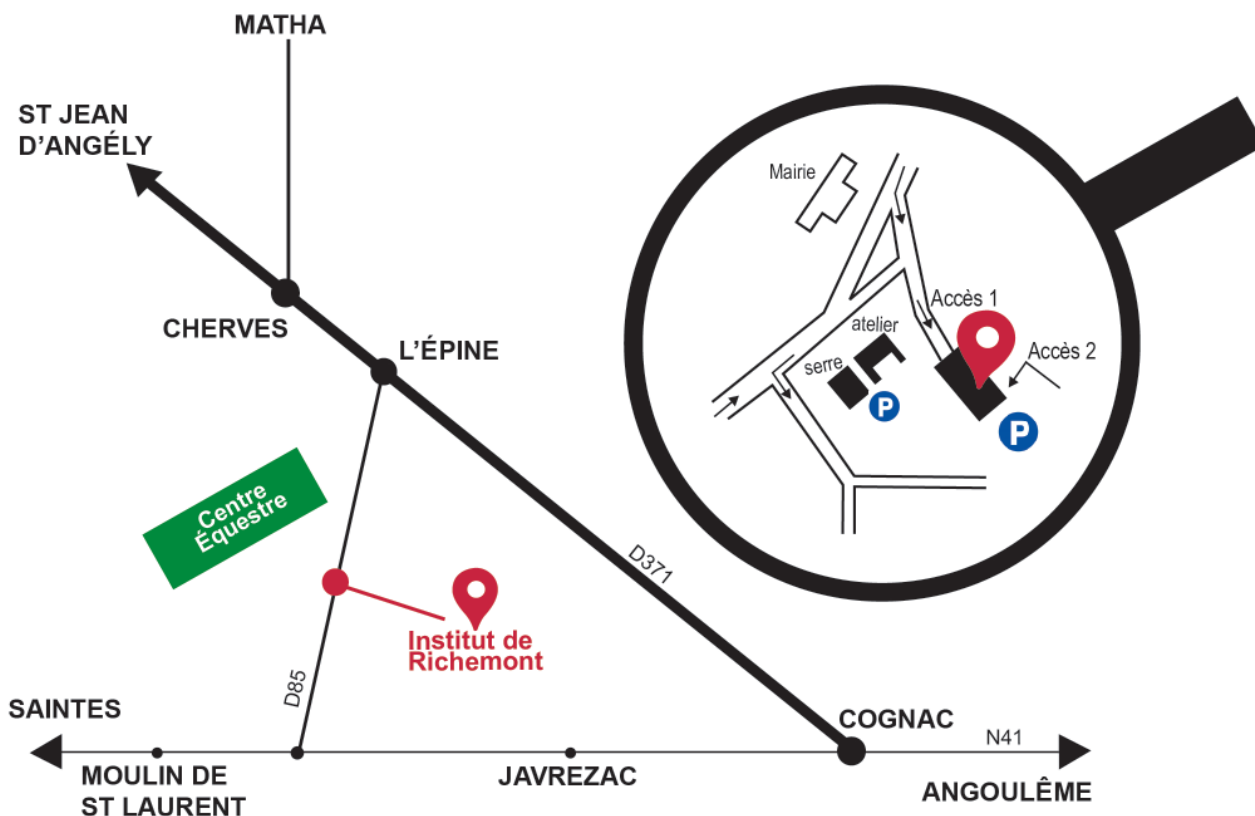 MATHA
ST JEAN
D'ANGÉLY
CHERVES
L'ÉPINE
Centre
Équestre
D371
Institut de
Richemont
D85
SAINTES
MOULIN DE
ST LAURENT
JAVREZAC
COGNAC
N41
ANGOULÊME
Mairie
Accès 1
atelier
serre
Accès 2
P
P